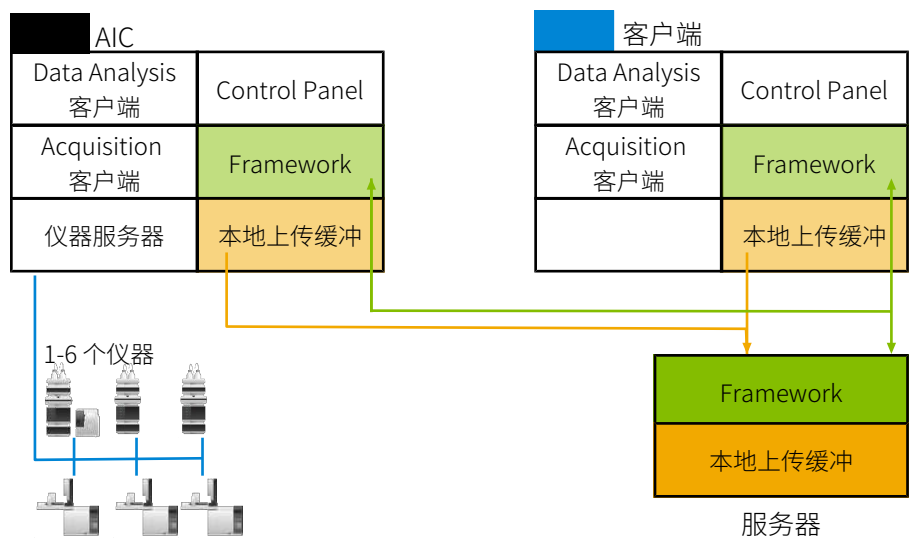 AIC
Data Analysis
客户端
Control Panel
Acquisition
客户端
Framework
仪器服务器
本地上传缓冲
客户端
Data Analysis
客户端
Control Panel
Acquisition
客户端
Framework
本地上传缓冲
1-6 个仪器
Framework
本地上传缓冲
服务器